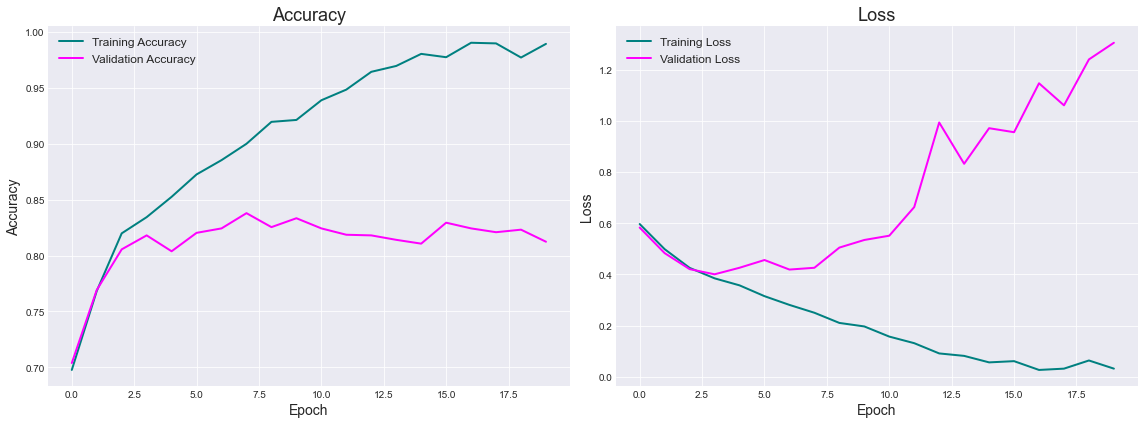 Accuracy
Training Accuracy
Validation Accuracy
1.00
0.95
0.90
0.85
0.80
0.75
0.70
Accuracy
0.0 2.5 5.0 7.5 10.0 12.5 15.0 17.5
Epoch
Loss
Training Loss
Validation Loss
1.2
1.0
0.8
0.6
0.4
0.2
0.0
Loss
0.0 2.5 5.0 7.5 10.0 12.5 15.0 17.5
Epoch